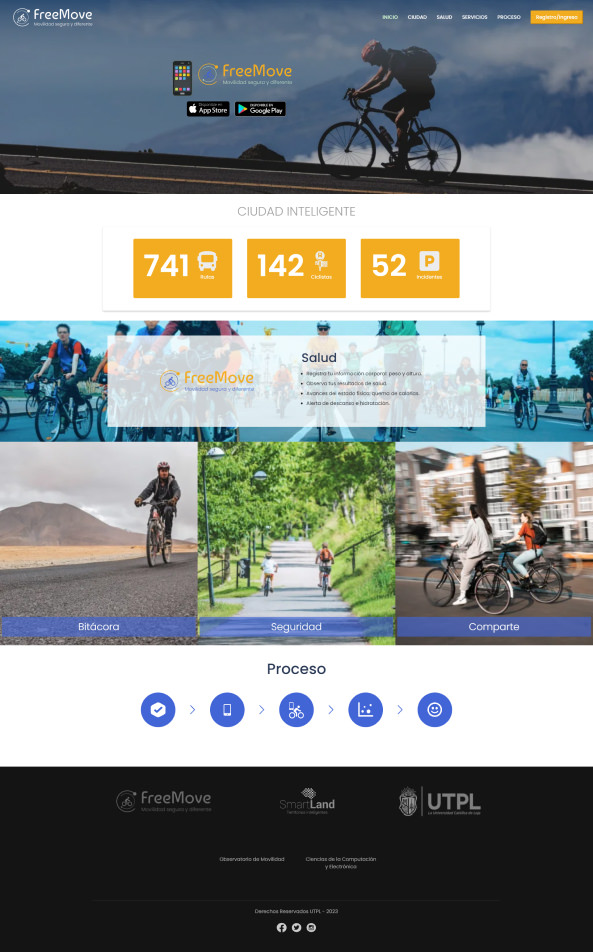 FreeMove
Movilidad segura y diferente
INICIO
CIUDAD
SALUD
SERVICIOS
PROCESO
Registro/Ingreso
FreeMove
Movilidad segura y diferente
Disponible en
App Store
DISPONIBLE EN
Google Play
CIUDAD INTELIGENTE
741
Rutas
142
Ciclistas
52
Incidentes
P
FreeMove
Movilidad segura y diferente
Salud
Registra tu información corporal: peso y altura.
Observa tus resultados de salud.
Avances del estado físico, quema de calorías.
Alerta de descanso e hidratación.
Bitácora
Seguridad
Comparte
Proceso
FreeMove
Movilidad segura y diferente
SmartLand
Territorios Inteligentes
UTPL
La Universidad Católica de Loja
Observatorio de Movilidad
Ciencias de la Computación
y Electrónica
Derechos Reservados UTPL - 2023